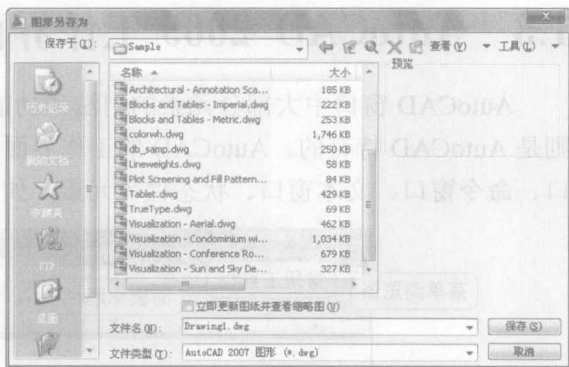 图形另存为
保存于(I):
Sample
查看(V)
工具(L)
预览
名称
大小
Architectural - Annotation Sca... 185 KB
Blocks and Tables - Imperial.dwg 222 KB
Blocks and Tables - Metric.dwg 253 KB
colorwh.dwg 1,746 KB
db_samp.dwg 250 KB
Lineweights.dwg 58 KB
Plot Screening and Fill Pattern... 84 KB
Tablet.dwg 429 KB
TrueType.dwg 69 KB
Visualization - Aerial.dwg 462 KB
Visualization - Condominium wi... 1,034 KB
Visualization - Conference Ro... 679 KB
Visualization - Sun and Sky De... 327 KB
历史记录
我的文档
收藏夹
FTP
桌面
立即更新图纸并查看缩略图(U)
文件名(N):
Drawing1.dwg
保存(S)
文件类型(T):
AutoCAD 2007 图形 (*.dwg)
取消